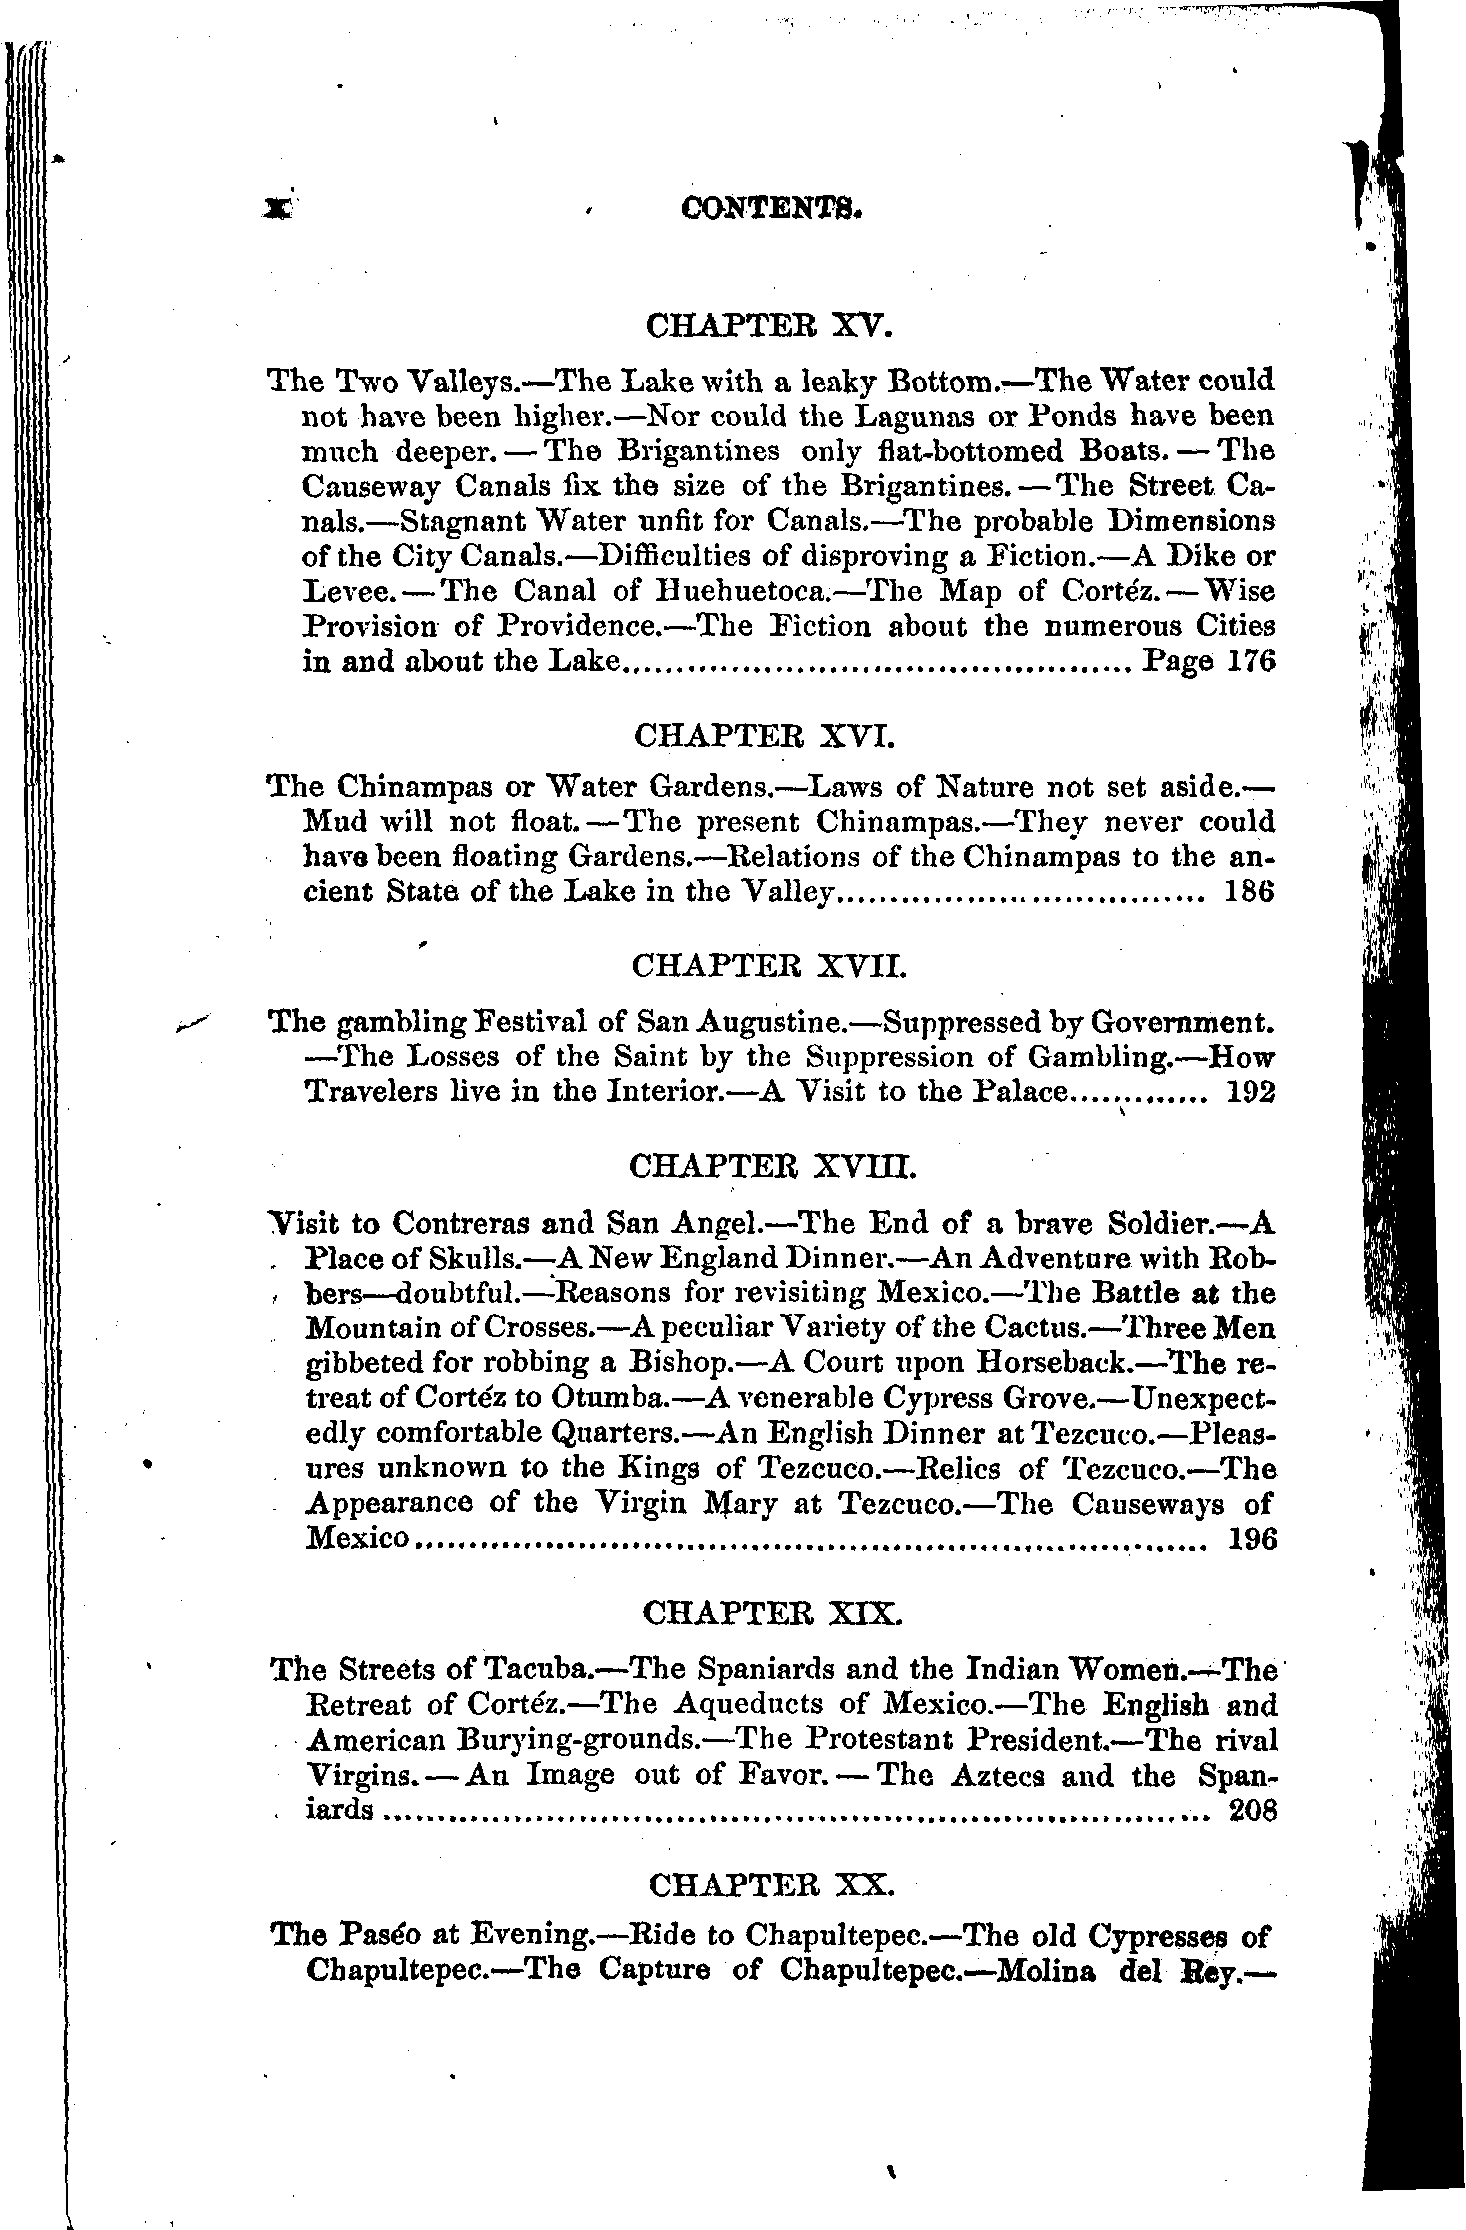 x CONTENTS.
CHAPTER XV.
The Two Valleys.—The Lake with a leaky Bottom.—The Water could
not have been higher.—Nor could the Lagunas or Ponds have been
much deeper.—The Brigantines only flat-bottomed Boats.—The
Causeway Canals fix the size of the Brigantines.—The Street Ca-
nals.—Stagnant Water unfit for Canals.—The probable Dimensions
of the City Canals.—Difficulties of disproving a Fiction.—A Dike or
Levee.—The Canal of Huehuetoca.—The Map of Cortéz.—Wise
Provision of Providence.—The Fiction about the numerous Cities
in and about the Lake............................................... Page 176
CHAPTER XVI.
The Chinampas or Water Gardens.—Laws of Nature not set aside.—
Mud will not float.—The present Chinampas.—They never could
have been floating Gardens.—Relations of the Chinampas to the an-
cient State of the Lake in the Valley.................................. 186
CHAPTER XVII.
The gambling Festival of San Augustine.—Suppressed by Government.
—The Losses of the Saint by the Suppression of Gambling.—How
Travelers live in the Interior.—A Visit to the Palace............. 192
CHAPTER XVIII.
Visit to Contreras and San Angel.—The End of a brave Soldier.—A
Place of Skulls.—A New England Dinner.—An Adventure with Rob-
bers—doubtful.—Reasons for revisiting Mexico.—The Battle at the
Mountain of Crosses.—A peculiar Variety of the Cactus.—Three Men
gibbeted for robbing a Bishop.—A Court upon Horseback.—The re-
treat of Cortéz to Otumba.—A venerable Cypress Grove.—Unexpect-
edly comfortable Quarters.—An English Dinner at Tezcuco.—Pleas-
ures unknown to the Kings of Tezcuco.—Relics of Tezcuco.—The
Appearance of the Virgin Mary at Tezcuco.—The Causeways of
Mexico........................................................................ 196
CHAPTER XIX.
The Streets of Tacuba.—The Spaniards and the Indian Women.—The
Retreat of Cortéz.—The Aqueducts of Mexico.—The English and
American Burying-grounds.—The Protestant President.—The rival
Virgins.—An Image out of Favor.—The Aztecs and the Span-
iards ........................................................................... 208
CHAPTER XX.
The Paséo at Evening.—Ride to Chapultepec.—The old Cypresses of
Chapultepec.—The Capture of Chapultepec.—Molina del Rey.—